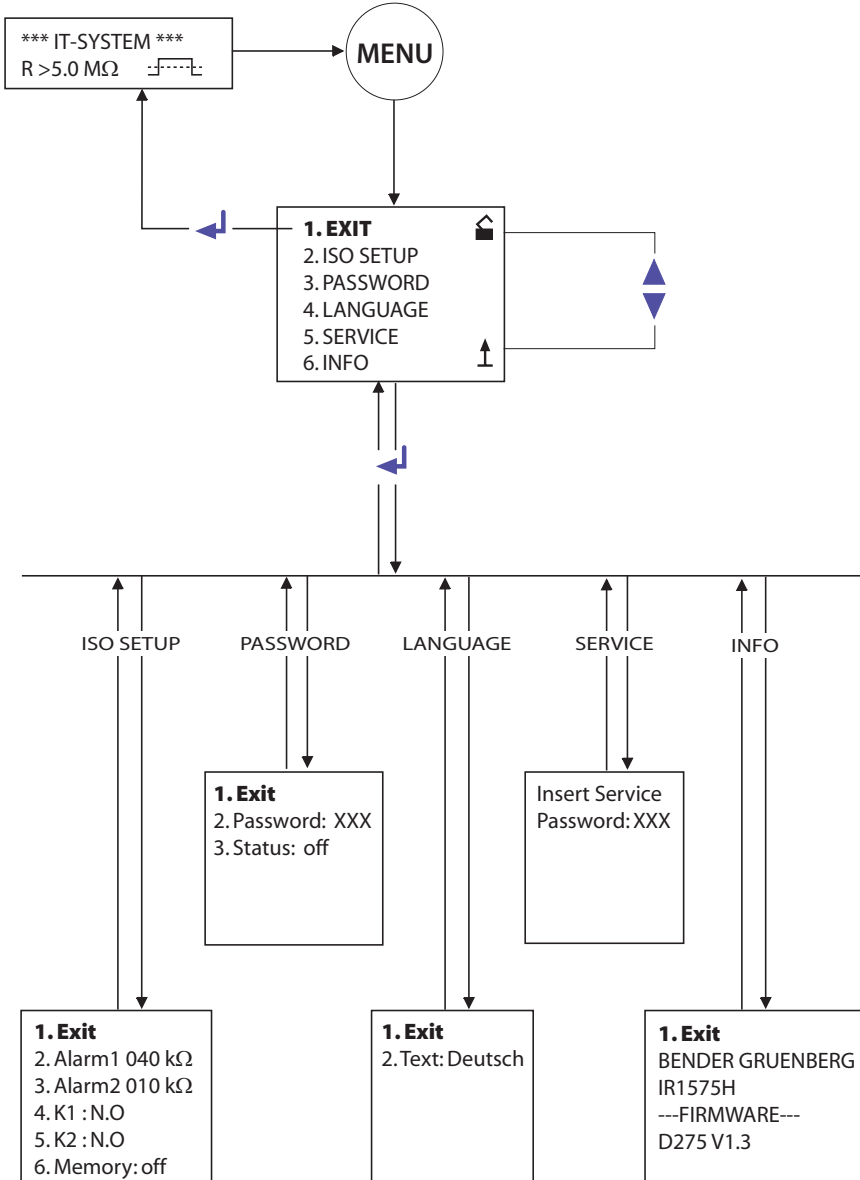 *** IT-SYSTEM ***
R >5.0 MΩ
MENU
1. EXIT
2. ISO SETUP
3. PASSWORD
4. LANGUAGE
5. SERVICE
6. INFO
ISO SETUP
PASSWORD
LANGUAGE
SERVICE
INFO
1. Exit
2. Password: XXX
3. Status: off
Insert Service
Password: XXX
1. Exit
2. Alarm1 040 kΩ
3. Alarm2 010 kΩ
4. K1 : N.O
5. K2 : N.O
6. Memory: off
1. Exit
2. Text: Deutsch
1. Exit
BENDER GRUENBERG
IR1575H
---FIRMWARE---
D275 V1.3